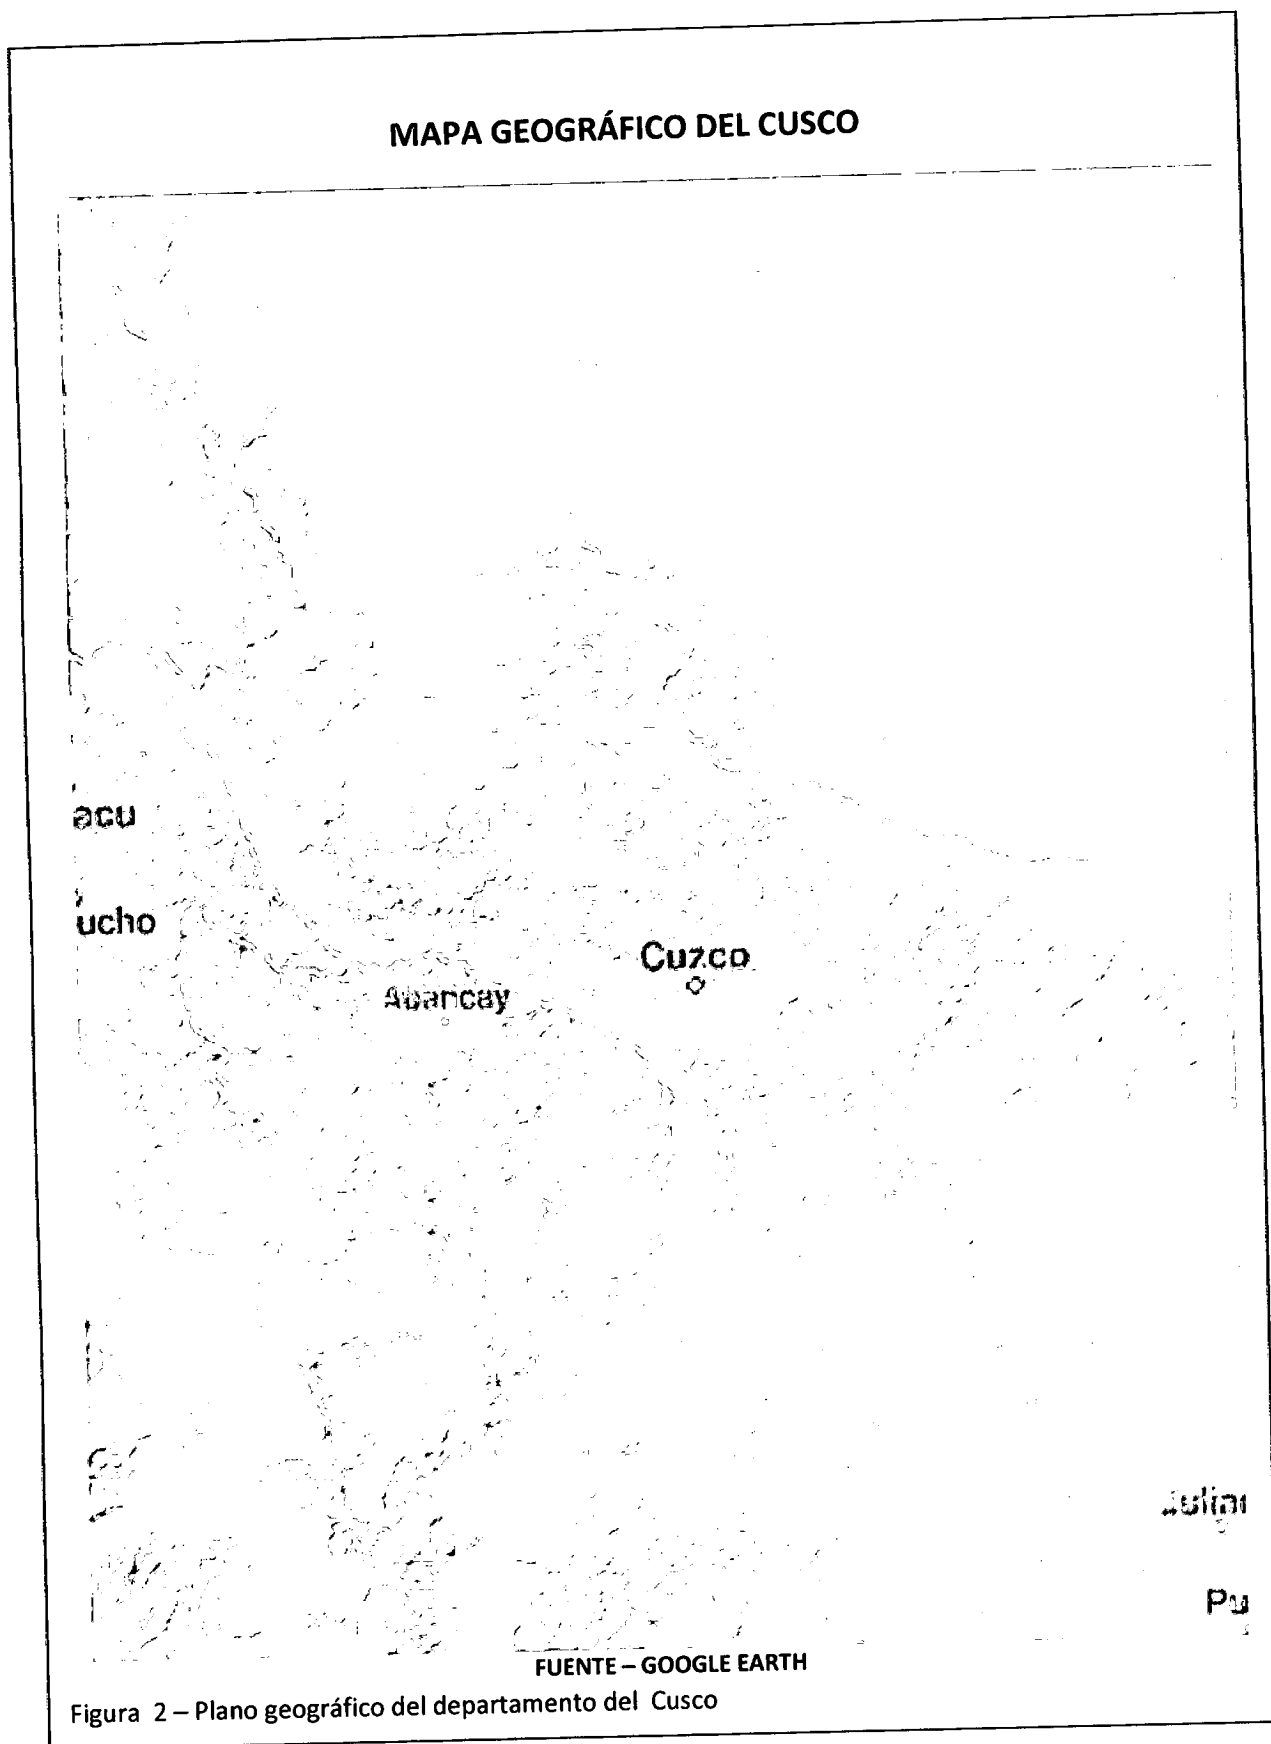 MAPA GEOGRÁFICO DEL CUSCO
acu
ucho
Cuzco
Abancay
Juliar
Pu
FUENTE – GOOGLE EARTH
Figura 2 – Plano geográfico del departamento del Cusco